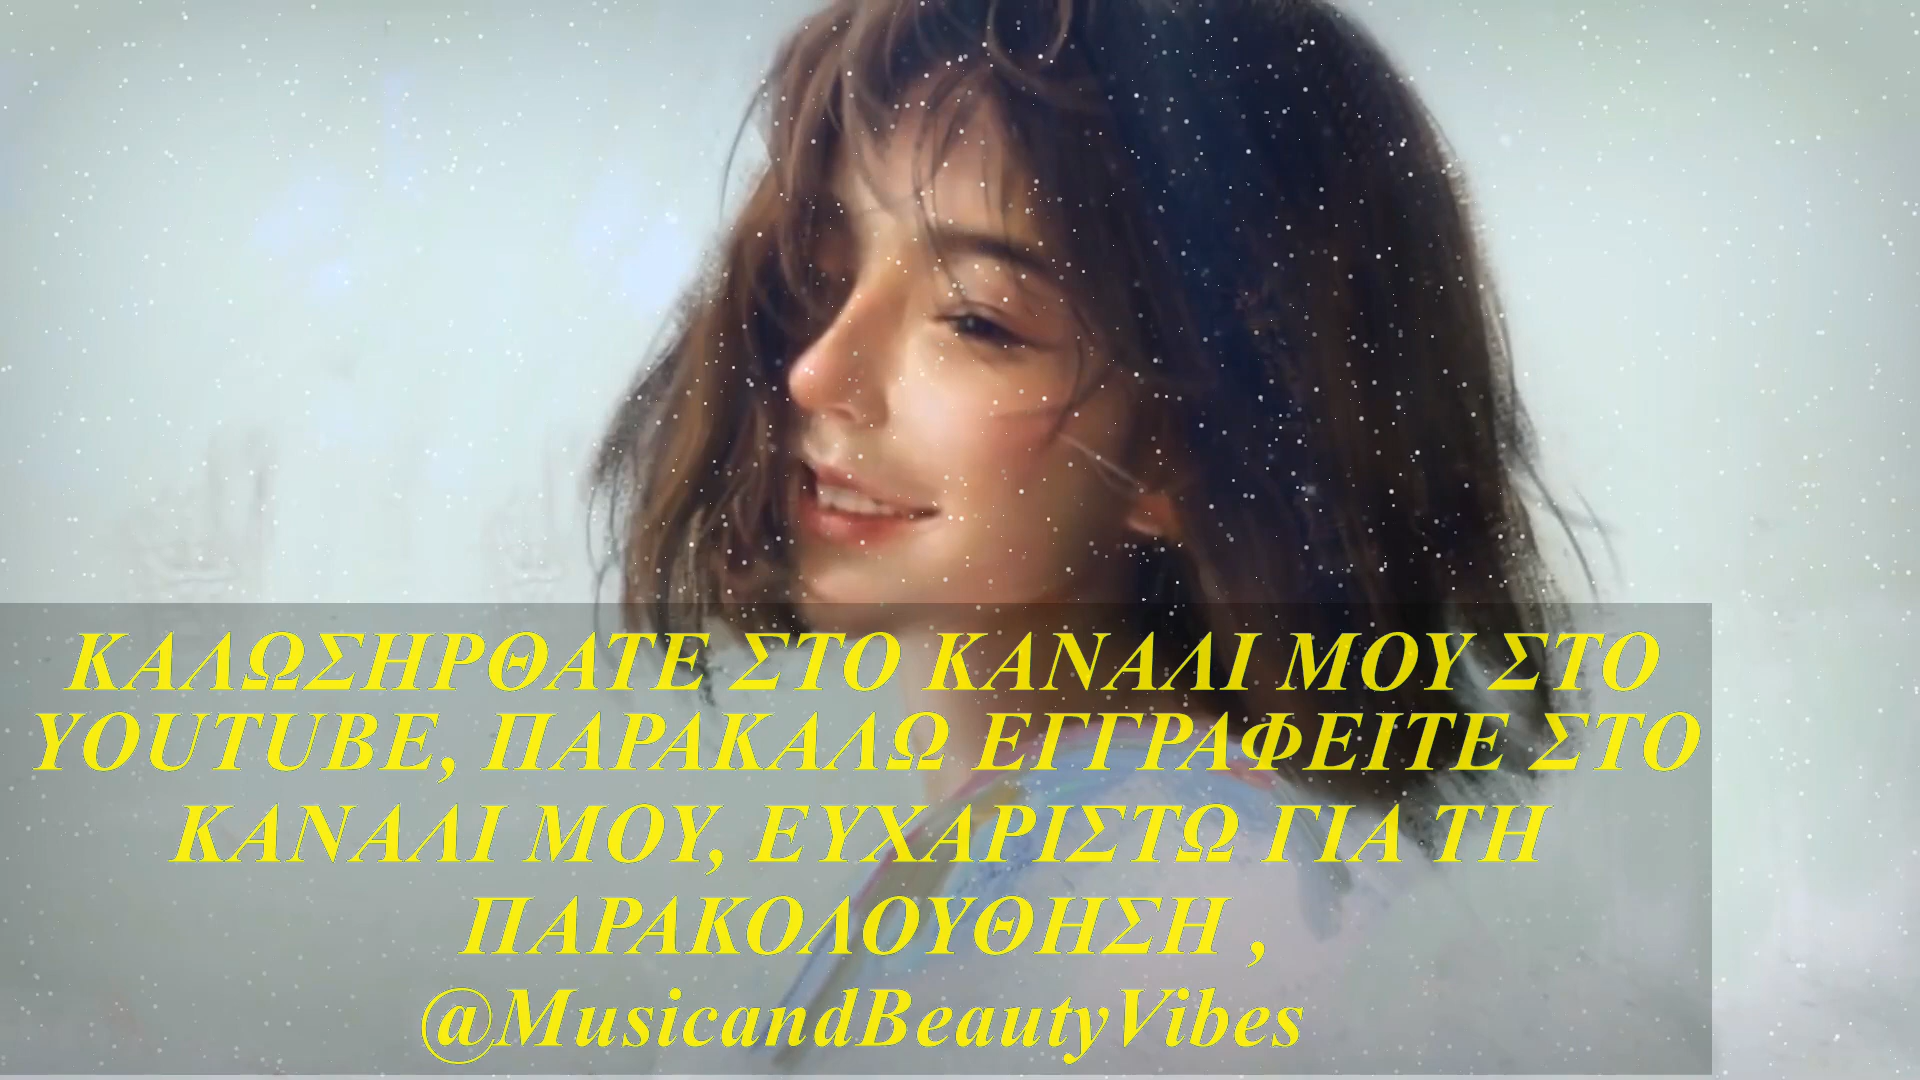 ΚΑΛΩΣΗΡΘΑΤΕ ΣΤΟ ΚΑΝΑΛΙ ΜΟΥ ΣΤΟ
YOUTUBE, ΠΑΡΑΚΑΛΩ ΕΓΓΡΑΦΕΙΤΕ ΣΤΟ
ΚΑΝΑΛΙ ΜΟΥ, ΕΥΧΑΡΙΣΤΩ ΓΙΑ ΤΗ
ΠΑΡΑΚΟΛΟΥΘΗΣΗ ,
@MusicandBeautyVibes